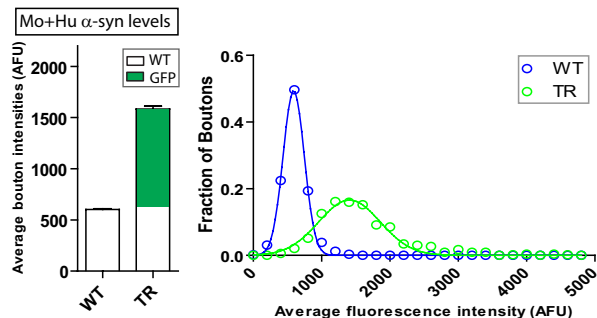 Mo+Hu α-syn levels
Average bouton intensities (AFU)
2000
1500
1000
500
0
WT
GFP
WT
TR
Fraction of Boutons
0.6
0.4
0.2
0.0
WT
TR
0
1000
2000
3000
4000
5000
Average fluorescence intensity (AFU)